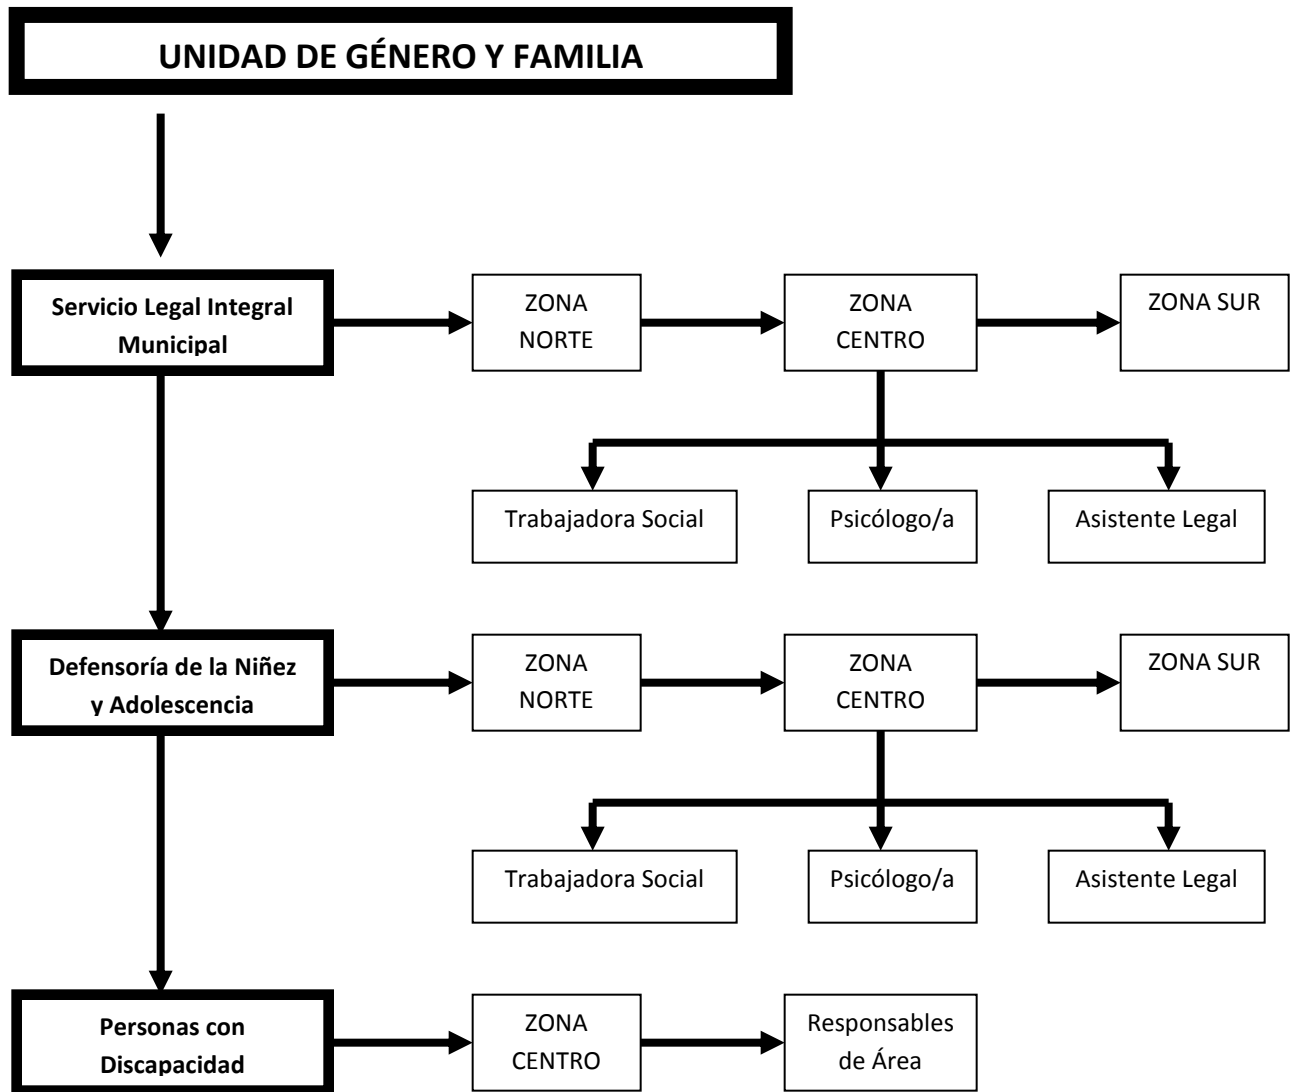 UNIDAD DE GÉNERO Y FAMILIA
Servicio Legal Integral
Municipal
ZONA
NORTE
ZONA
CENTRO
ZONA SUR
Trabajadora Social
Psicólogo/a
Asistente Legal
Defensoría de la Niñez
y Adolescencia
ZONA
NORTE
ZONA
CENTRO
ZONA SUR
Trabajadora Social
Psicólogo/a
Asistente Legal
Personas con
Discapacidad
ZONA
CENTRO
Responsables
de Área